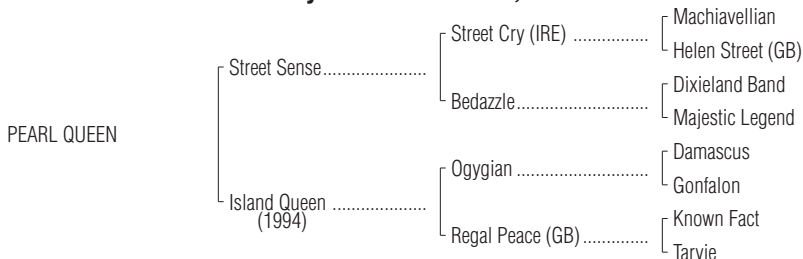 Machiavellian
Street Cry (IRE) ................
Helen Street (GB)
Street Sense......................
Dixieland Band
Bedazzle............................
Majestic Legend
PEARL QUEEN
Damascus
Ogygian ............................
Gonfalon
Island Queen ....................
(1994)
Known Fact
Regal Peace (GB)..............
Tarvie